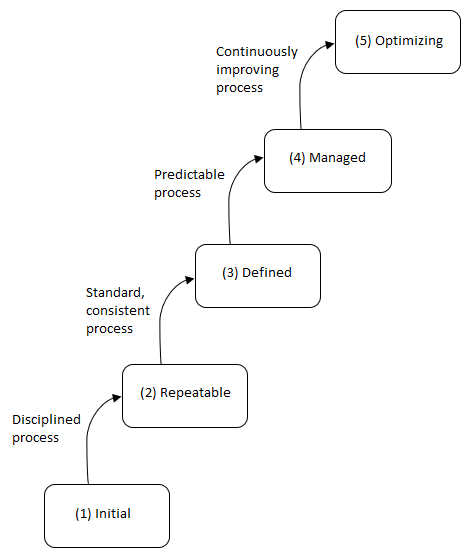 Continuously
improving
process
(5) Optimizing
Predictable
process
(4) Managed
Standard,
consistent
process
(3) Defined
Disciplined
process
(2) Repeatable
(1) Initial